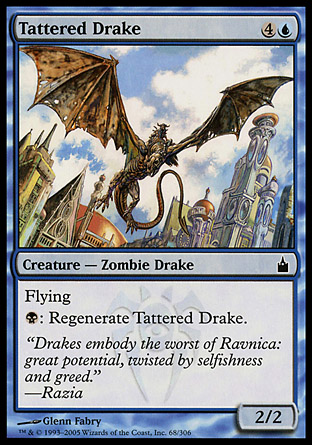 Tattered Drake 4
Creature — Zombie Drake
Flying
: Regenerate Tattered Drake.
“Drakes embody the worst of Ravnica:
great potential, twisted by selfishness
and greed.”
—Razia
Glenn Fabry
™ & © 1993–2005 Wizards of the Coast, Inc. 68/306
2/2